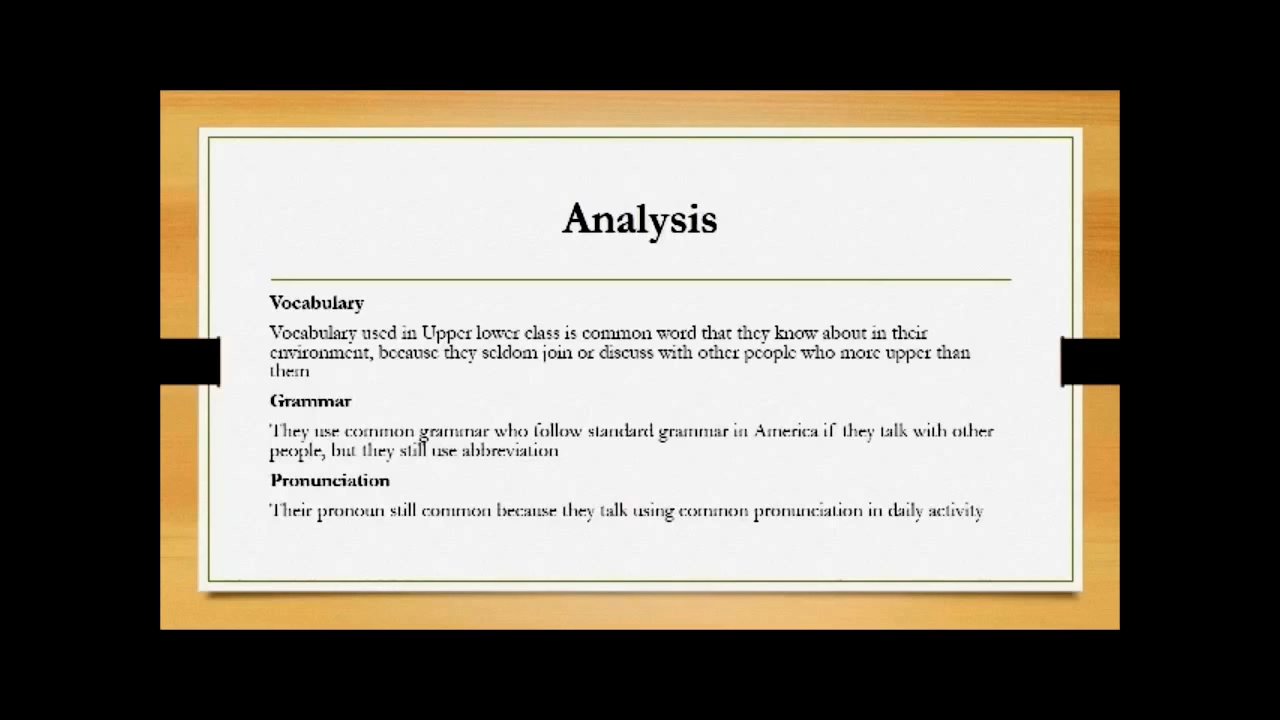 Analysis
Vocabulary
Vocabulary used in Upper lower class is common word that they know about in their
environment, because they seldom join or discuss with other people who more upper than
them
Grammar
They use common grammar who follow standard grammar in America if they talk with other
people, but they still use abbreviation
Pronunciation
Their pronoun still common because they talk using common pronunciation in daily activity